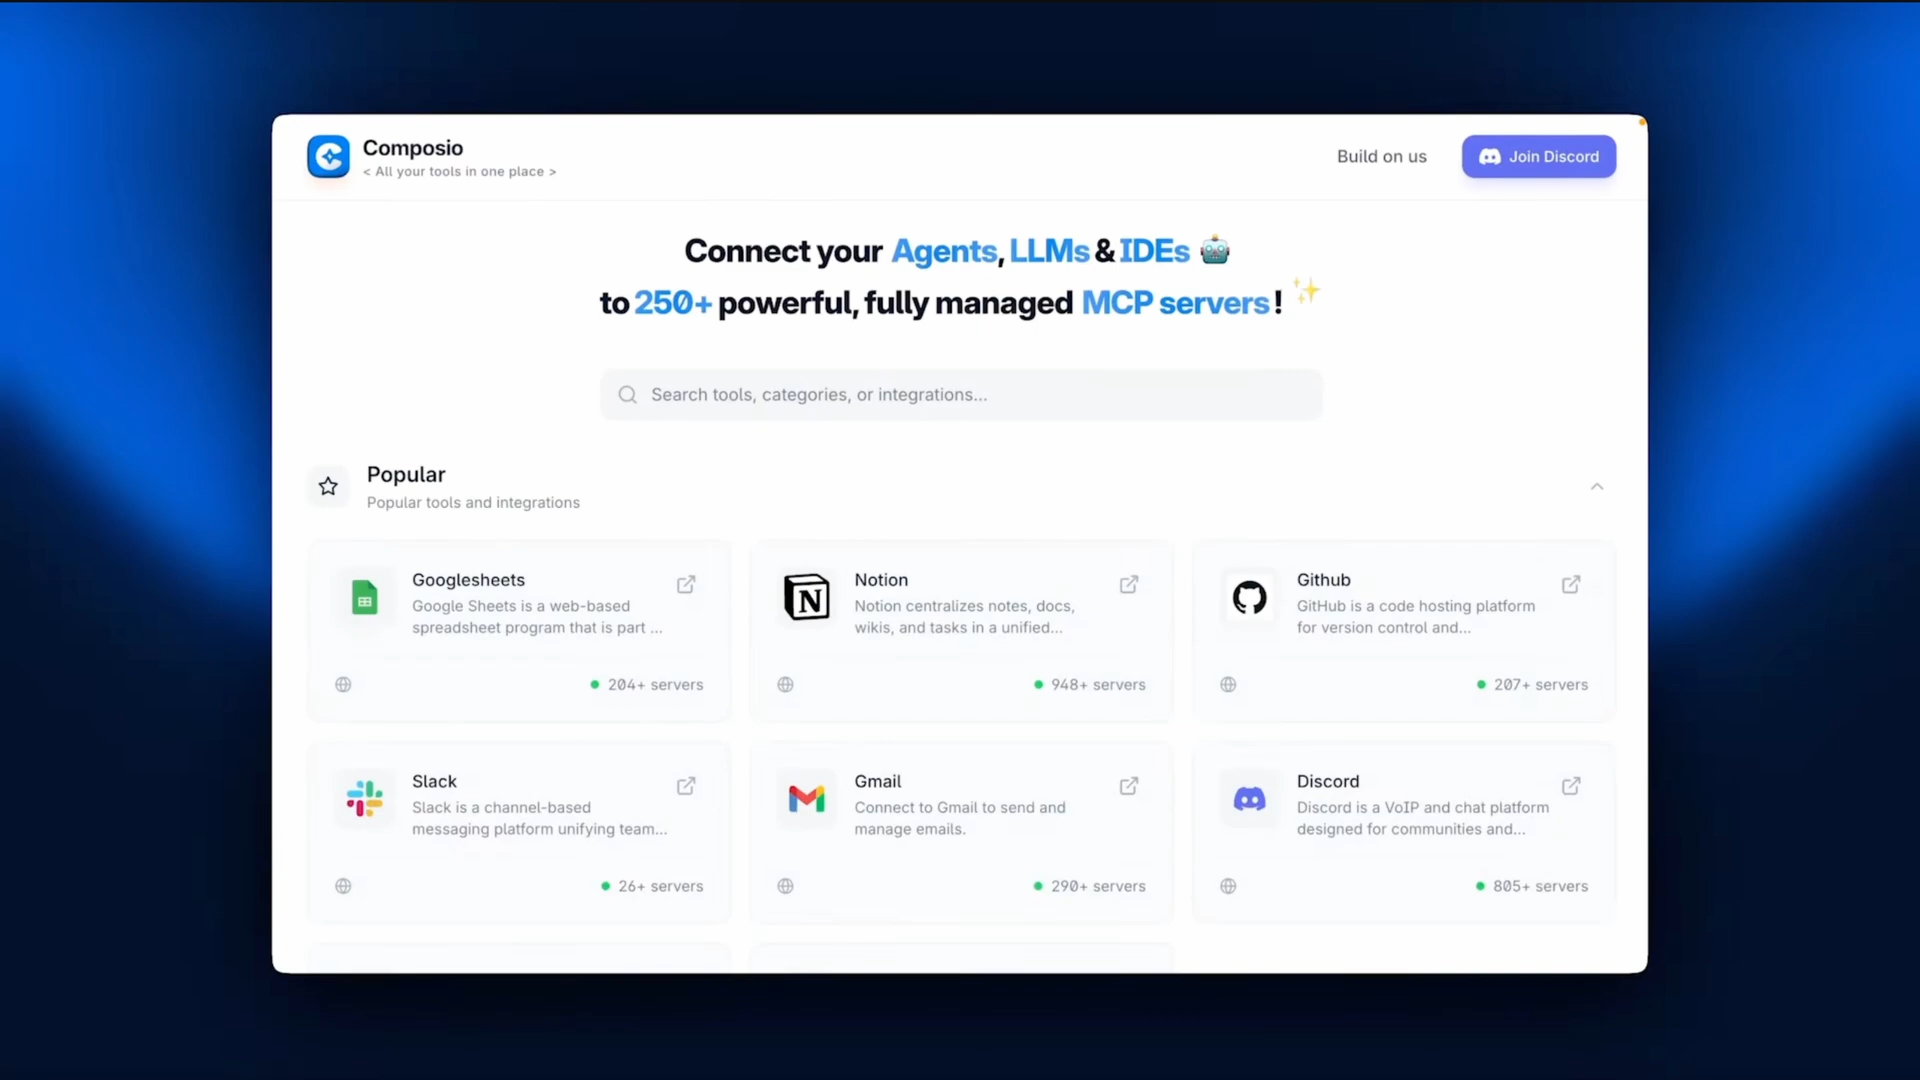 Composio
< All your tools in one place >
Build on us
Join Discord
Connect your Agents, LLMs & IDEs 🤖
to 250+ powerful, fully managed MCP servers! ✨
Search tools, categories, or integrations...
Popular
Popular tools and integrations
Googlesheets
Google Sheets is a web-based
spreadsheet program that is part ...
204+ servers
Notion
Notion centralizes notes, docs,
wikis, and tasks in a unified...
948+ servers
Github
GitHub is a code hosting platform
for version control and...
207+ servers
Slack
Slack is a channel-based
messaging platform unifying team...
26+ servers
Gmail
Connect to Gmail to send and
manage emails.
290+ servers
Discord
Discord is a VoIP and chat platform
designed for communities and...
805+ servers